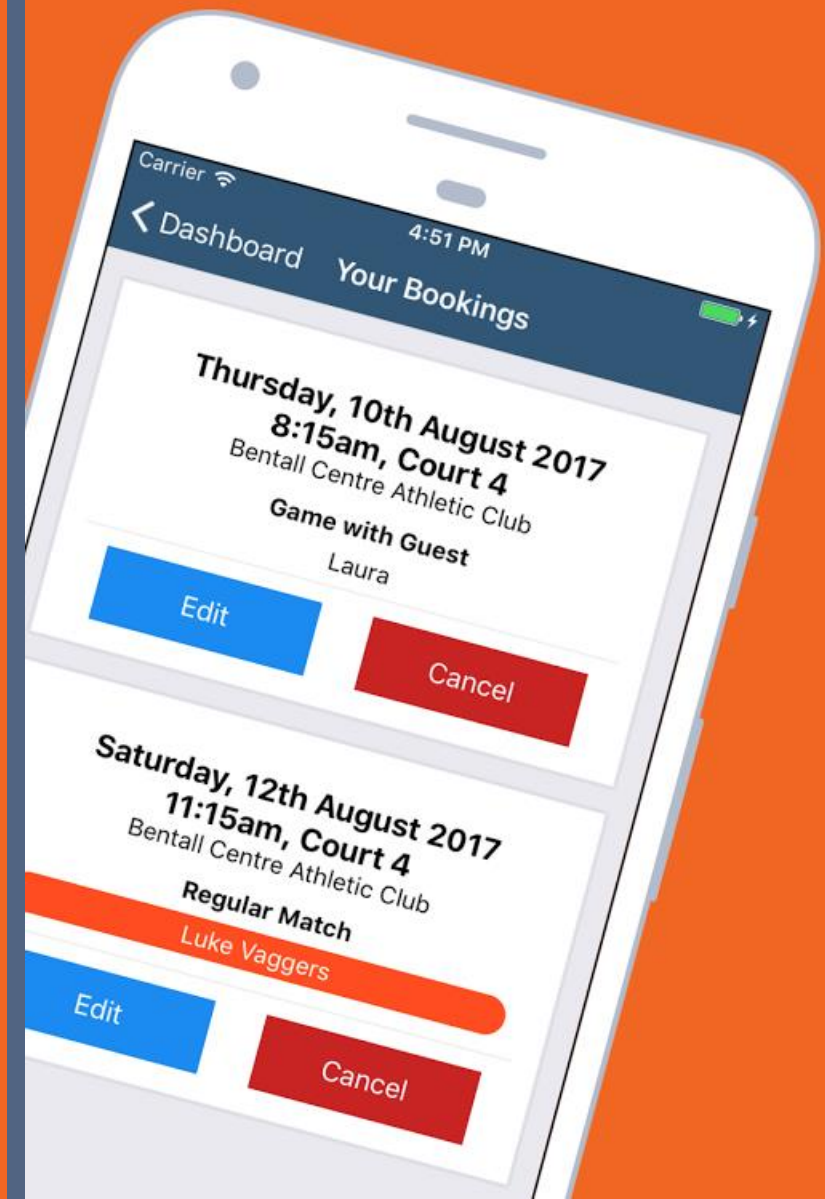 Carrier
4:51 PM
Dashboard
Your Bookings
Thursday, 10th August 2017
8:15am, Court 4
Bentall Centre Athletic Club
Game with Guest
Laura
Edit
Cancel
Saturday, 12th August 2017
11:15am, Court 4
Bentall Centre Athletic Club
Regular Match
Luke Vaggers
Edit
Cancel